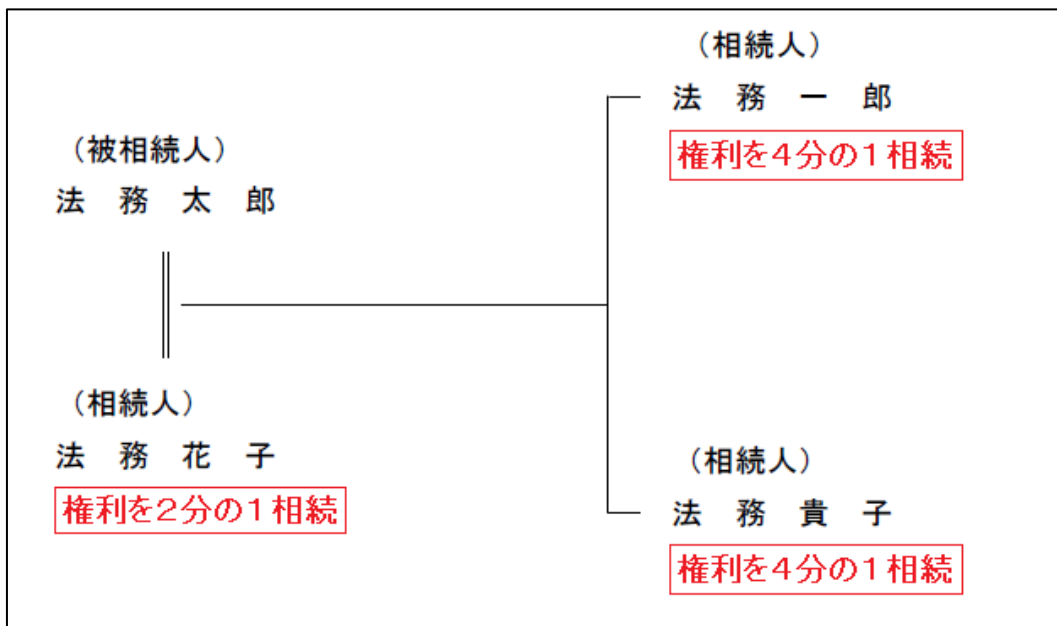 （被相続人）
法　務　太　郎
（相続人）
法　務　花　子
権利を２分の１相続
（相続人）
法　務　一　郎
権利を４分の１相続
（相続人）
法　務　貴　子
権利を４分の１相続